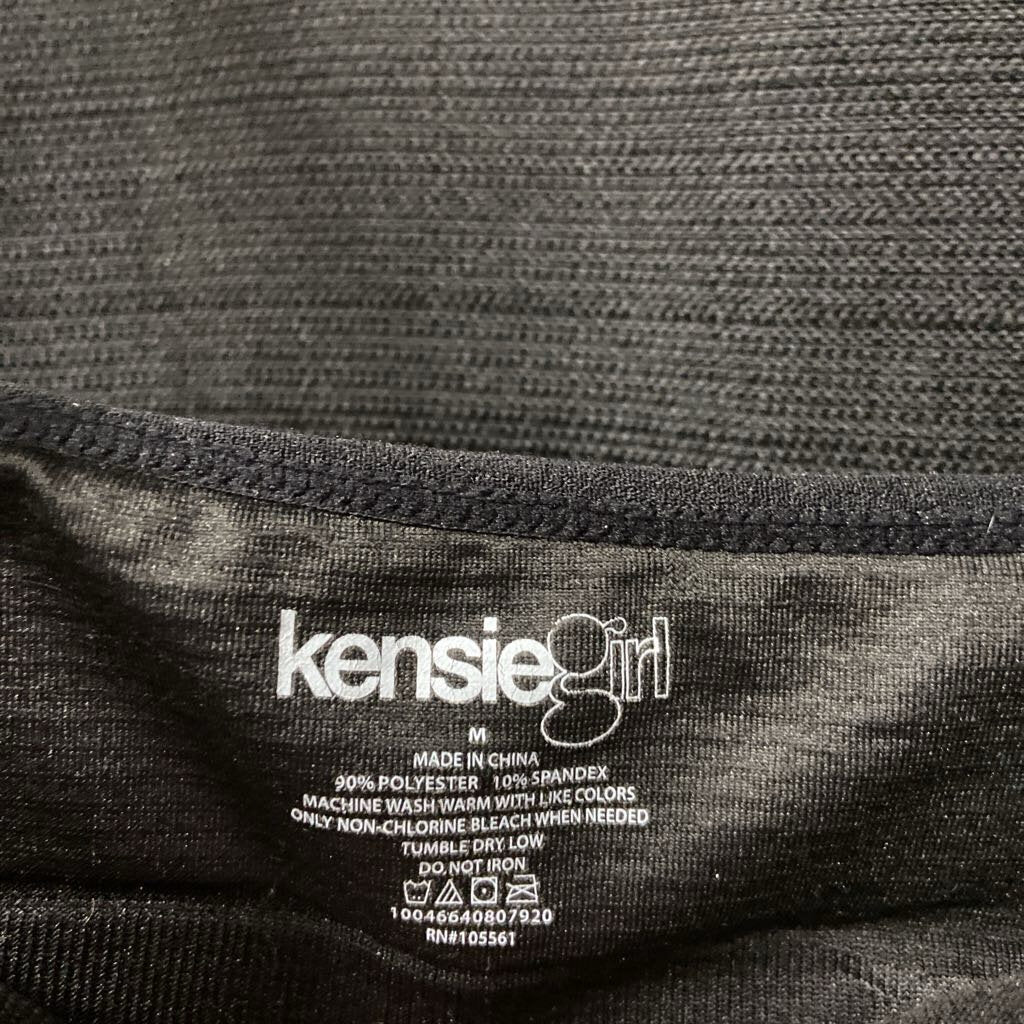 kensiegirl
M
MADE IN CHINA
90% POLYESTER 10% SPANDEX
MACHINE WASH WARM WITH LIKE COLORS
ONLY NON-CHLORINE BLEACH WHEN NEEDED
TUMBLE DRY LOW
DO NOT IRON
10046640807920
RN#105561